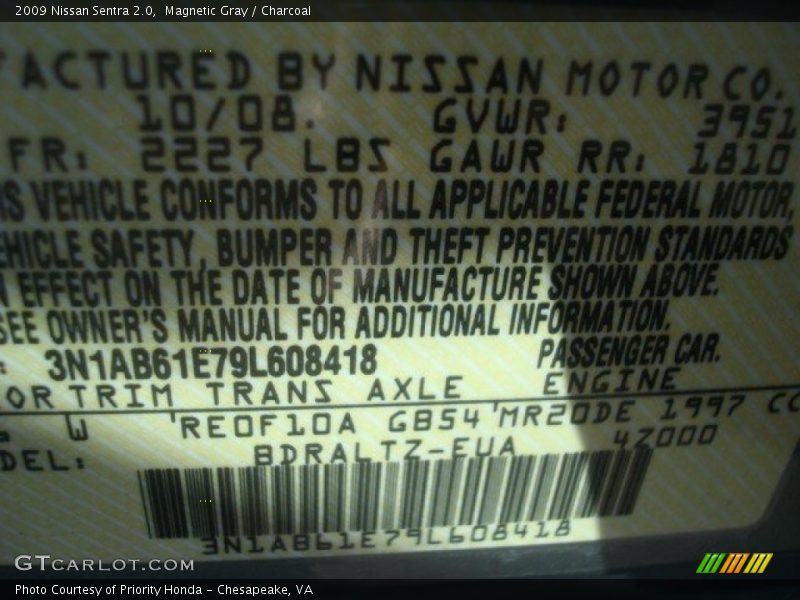 2009 Nissan Sentra 2.0, Magnetic Gray / Charcoal
FACTURED BY NISSAN MOTOR CO.
10/08. GVWR: 3951
FR: 2227 LBS GAWR RR: 1810
IS VEHICLE CONFORMS TO ALL APPLICABLE FEDERAL MOTOR,
EHICLE SAFETY, BUMPER AND THEFT PREVENTION STANDARDS
N EFFECT ON THE DATE OF MANUFACTURE SHOWN ABOVE.
SEE OWNER'S MANUAL FOR ADDITIONAL INFORMATION.
: 3N1AB61E79L608418 PASSENGER CAR.
OR TRIM TRANS AXLE ENGINE
W 'RE0F10A GB54 'MR20DE 1997 CC
DEL: BDRALTZ-EUA 4Z000
3N1AB61E79L608418
GTCARLOT.COM
Photo Courtesy of Priority Honda - Chesapeake, VA